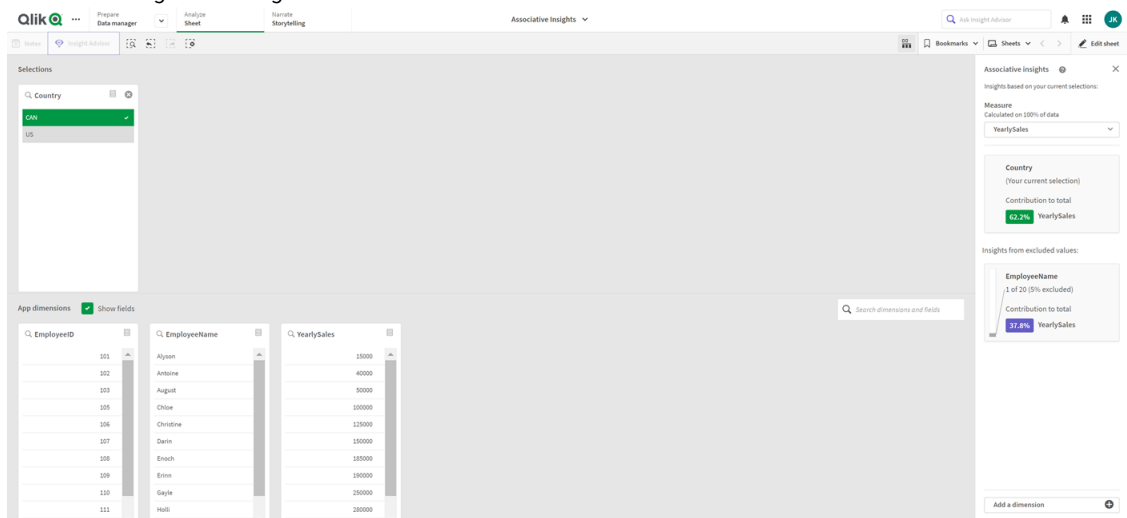 Qlik
Prepare
Data manager
Analyze
Sheet
Narrate
Storytelling
Associative Insights
Ask Insight Advisor
JK
Notes
Insight Advisor
Bookmarks
Sheets
Edit sheet
Selections
Country
CAN
US
App dimensions
Show fields
Search dimensions and fields
EmployeeID
101
102
103
105
106
107
108
109
110
111
EmployeeName
Alyson
Antoine
August
Chloe
Christine
Darin
Enoch
Erinn
Gayle
Holli
YearlySales
15000
40000
50000
100000
125000
150000
185000
190000
250000
280000
Associative insights
Insights based on your current selections:
Measure
Calculated on 100% of data
YearlySales
Country
(Your current selection)
Contribution to total
62.2% YearlySales
Insights from excluded values:
EmployeeName
1 of 20 (5% excluded)
Contribution to total
37.8% YearlySales
Add a dimension